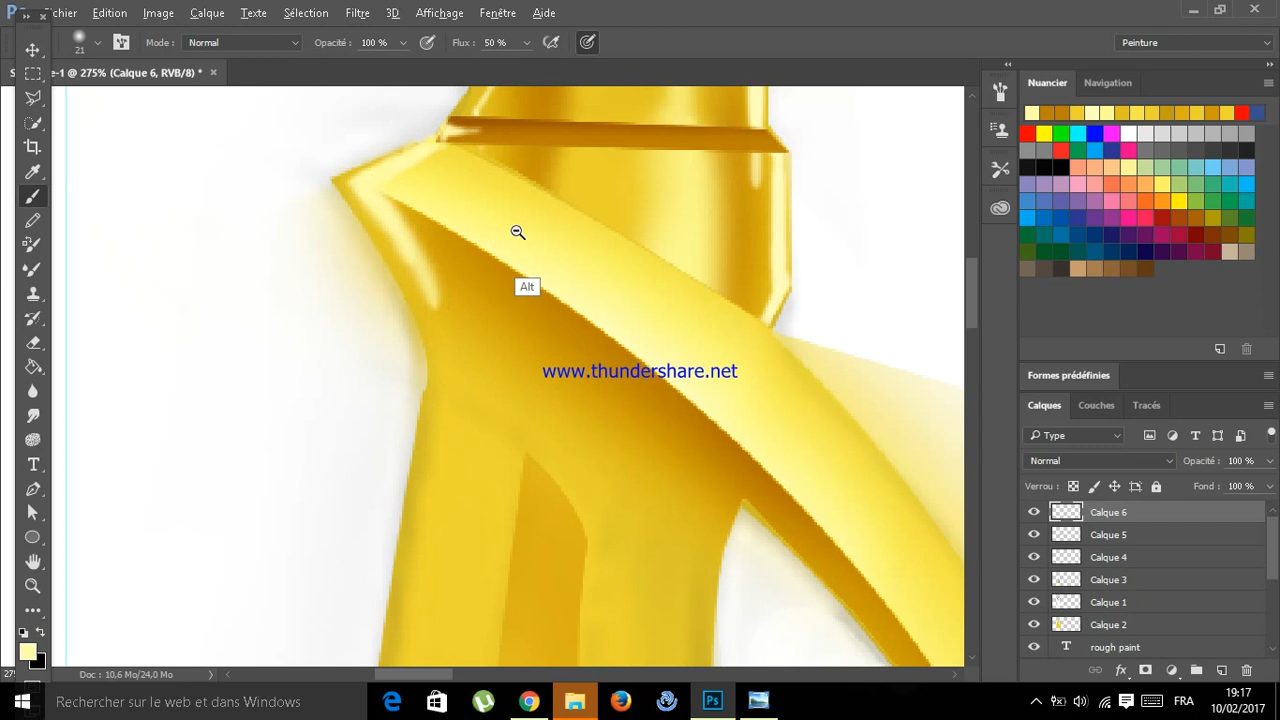 Fichier Edition Image Calque Texte Sélection Filtre 3D Affichage Fenêtre Aide
21 Mode : Normal Opacité : 100 % Flux : 50 % Peinture
e-1 @ 275% (Calque 6, RVB/8) *
Nuancier Navigation
Alt
www.thundershare.net
Formes prédéfinies
Calques Couches Tracés
Type
Normal Opacité : 100 %
Verrou : Fond : 100 %
Calque 6
Calque 5
Calque 4
Calque 3
Calque 1
Calque 2
T rough paint
Doc : 10,6 Mo/24,0 Mo
Rechercher sur le web et dans Windows
Ps
FRA
19:17
10/02/2017